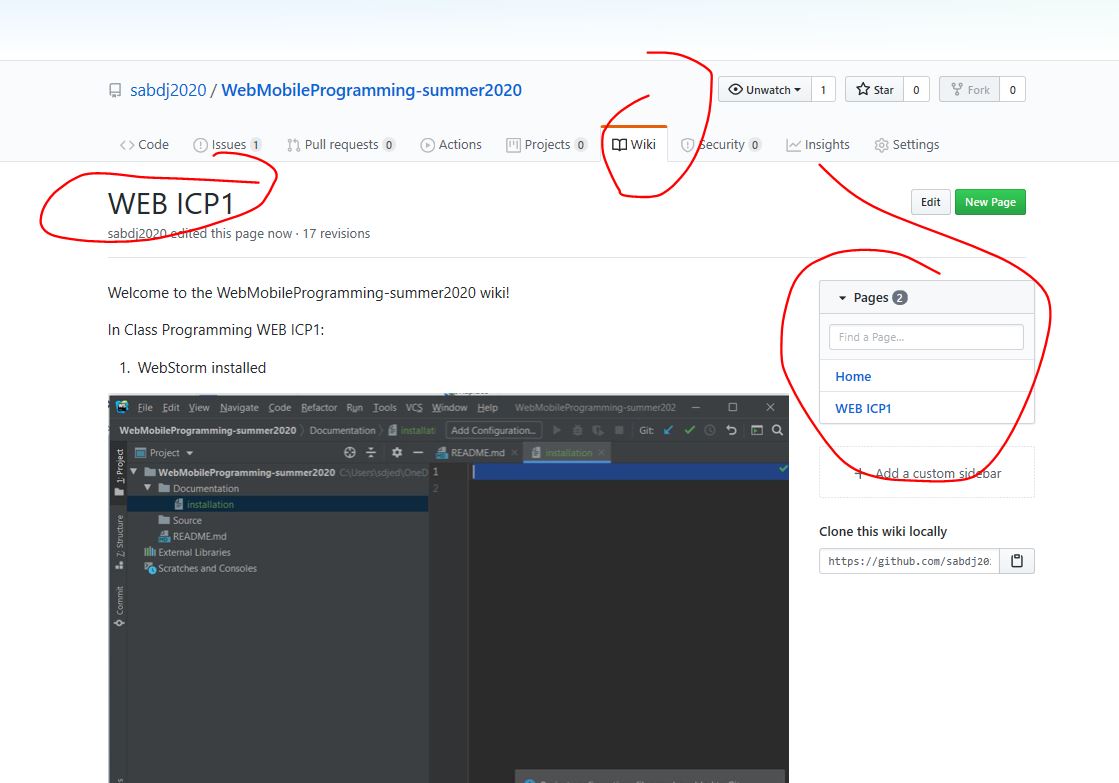 sabdj2020 / WebMobileProgramming-summer2020
Unwatch 1 Star 0 Fork 0
Code Issues 1 Pull requests 0 Actions Projects 0 Wiki Security 0 Insights Settings
WEB ICP1
Edit New Page
sabdj2020 edited this page now · 17 revisions
Welcome to the WebMobileProgramming-summer2020 wiki!
In Class Programming WEB ICP1:
1. WebStorm installed
WS File Edit View Navigate Code Refactor Run Tools VCS Window Help WebMobileProgramming-summer202
WebMobileProgramming-summer2020 Documentation installat Add Configuration... Git:
1: Project
Project
README.md installation
WebMobileProgramming-summer2020 C:\Users\sdjed\OneD
Documentation
installation
Source
README.md
External Libraries
Scratches and Consoles
1
2
7: Structure
Commit
Pages 2
Find a Page...
Home
WEB ICP1
+ Add a custom sidebar
Clone this wiki locally
https://github.com/sabdj20